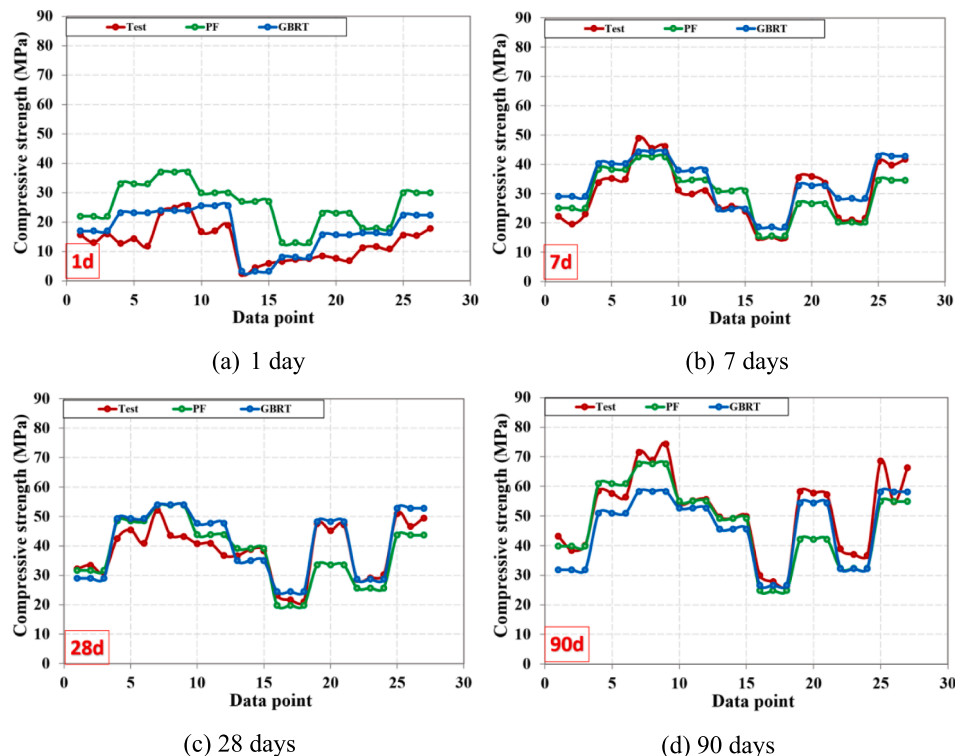 Test PF GBRT
Compressive strength (MPa)
90
80
70
60
50
40
30
20
10
0
1d
0 5 10 15 20 25 30
Data point
(a) 1 day
Test PF GBRT
Compressive strength (MPa)
90
80
70
60
50
40
30
20
10
0
7d
0 5 10 15 20 25 30
Data point
(b) 7 days
Test PF GBRT
Compressive strength (MPa)
90
80
70
60
50
40
30
20
10
0
28d
0 5 10 15 20 25 30
Data point
(c) 28 days
Test PF GBRT
Compressive strength (MPa)
90
80
70
60
50
40
30
20
10
0
90d
0 5 10 15 20 25 30
Data point
(d) 90 days